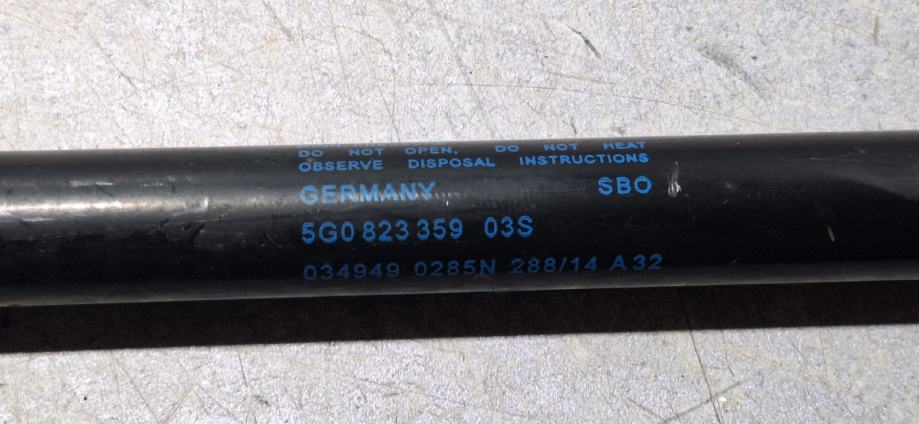 DO NOT OPEN, DO NOT HEAT
OBSERVE DISPOSAL INSTRUCTIONS
GERMANY SBO
5G0 823 359 03S
034949 0285N 288/14 A32